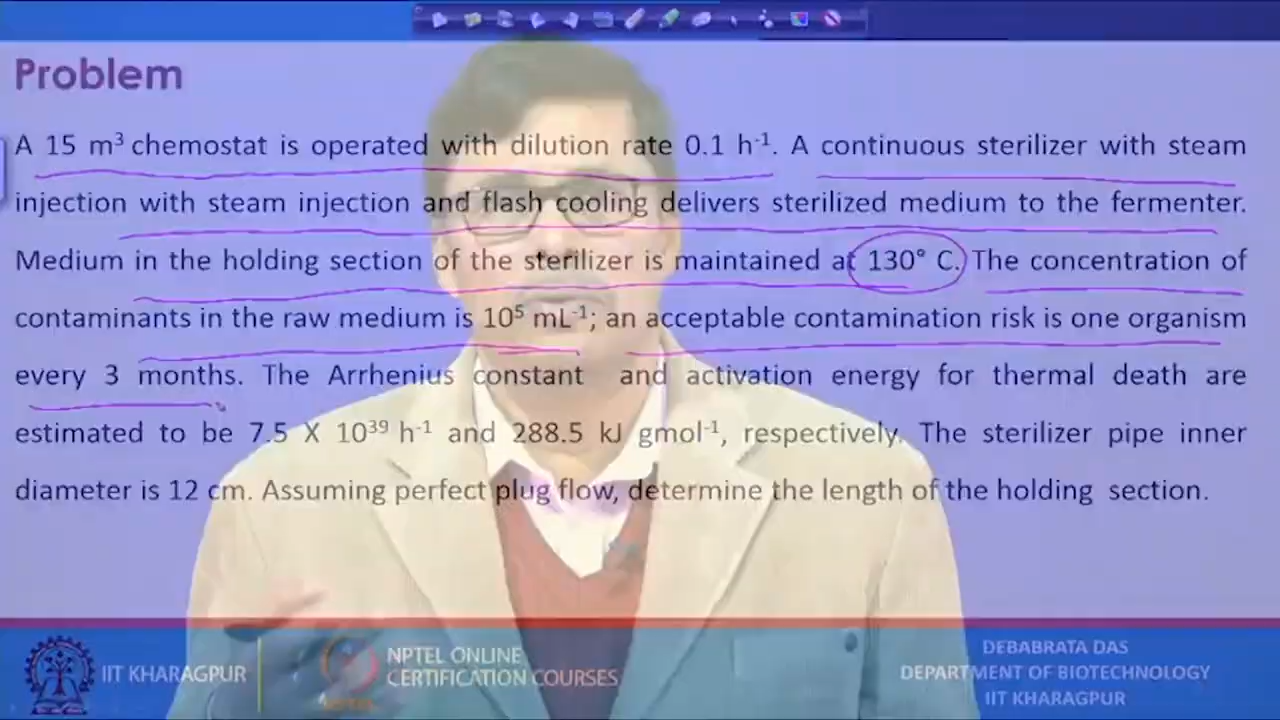 Problem
A 15 m³ chemostat is operated with dilution rate 0.1 h⁻¹. A continuous sterilizer with steam
injection with steam injection and flash cooling delivers sterilized medium to the fermenter.
Medium in the holding section of the sterilizer is maintained at 130° C. The concentration of
contaminants in the raw medium is 10⁵ mL⁻¹; an acceptable contamination risk is one organism
every 3 months. The Arrhenius constant and activation energy for thermal death are
estimated to be 7.5 X 10³⁹ h⁻¹ and 288.5 kJ gmol⁻¹, respectively. The sterilizer pipe inner
diameter is 12 cm. Assuming perfect plug flow, determine the length of the holding section.
IIT KHARAGPUR
NPTEL ONLINE
CERTIFICATION COURSES
DEBABRATA DAS
DEPARTMENT OF BIOTECHNOLOGY
IIT KHARAGPUR